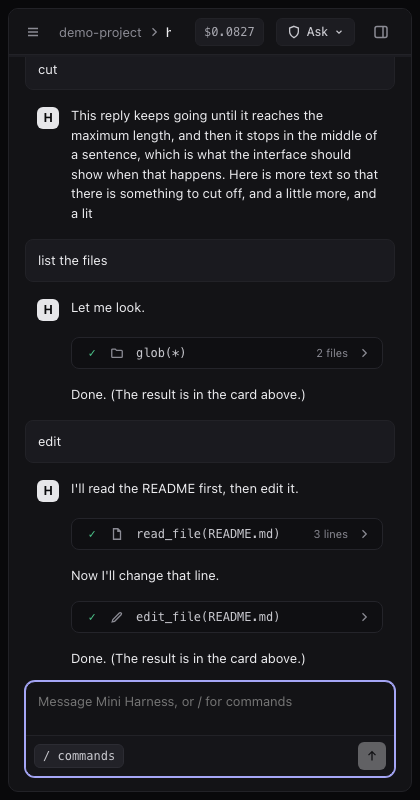 demo-project > h $0.0827 Ask
cut
H This reply keeps going until it reaches the
maximum length, and then it stops in the middle of
a sentence, which is what the interface should
show when that happens. Here is more text so that
there is something to cut off, and a little more, and
a lit
list the files
H Let me look.
✓ glob(*) 2 files >
Done. (The result is in the card above.)
edit
H I'll read the README first, then edit it.
✓ read_file(README.md) 3 lines >
Now I'll change that line.
✓ edit_file(README.md) >
Done. (The result is in the card above.)
Message Mini Harness, or / for commands
/ commands